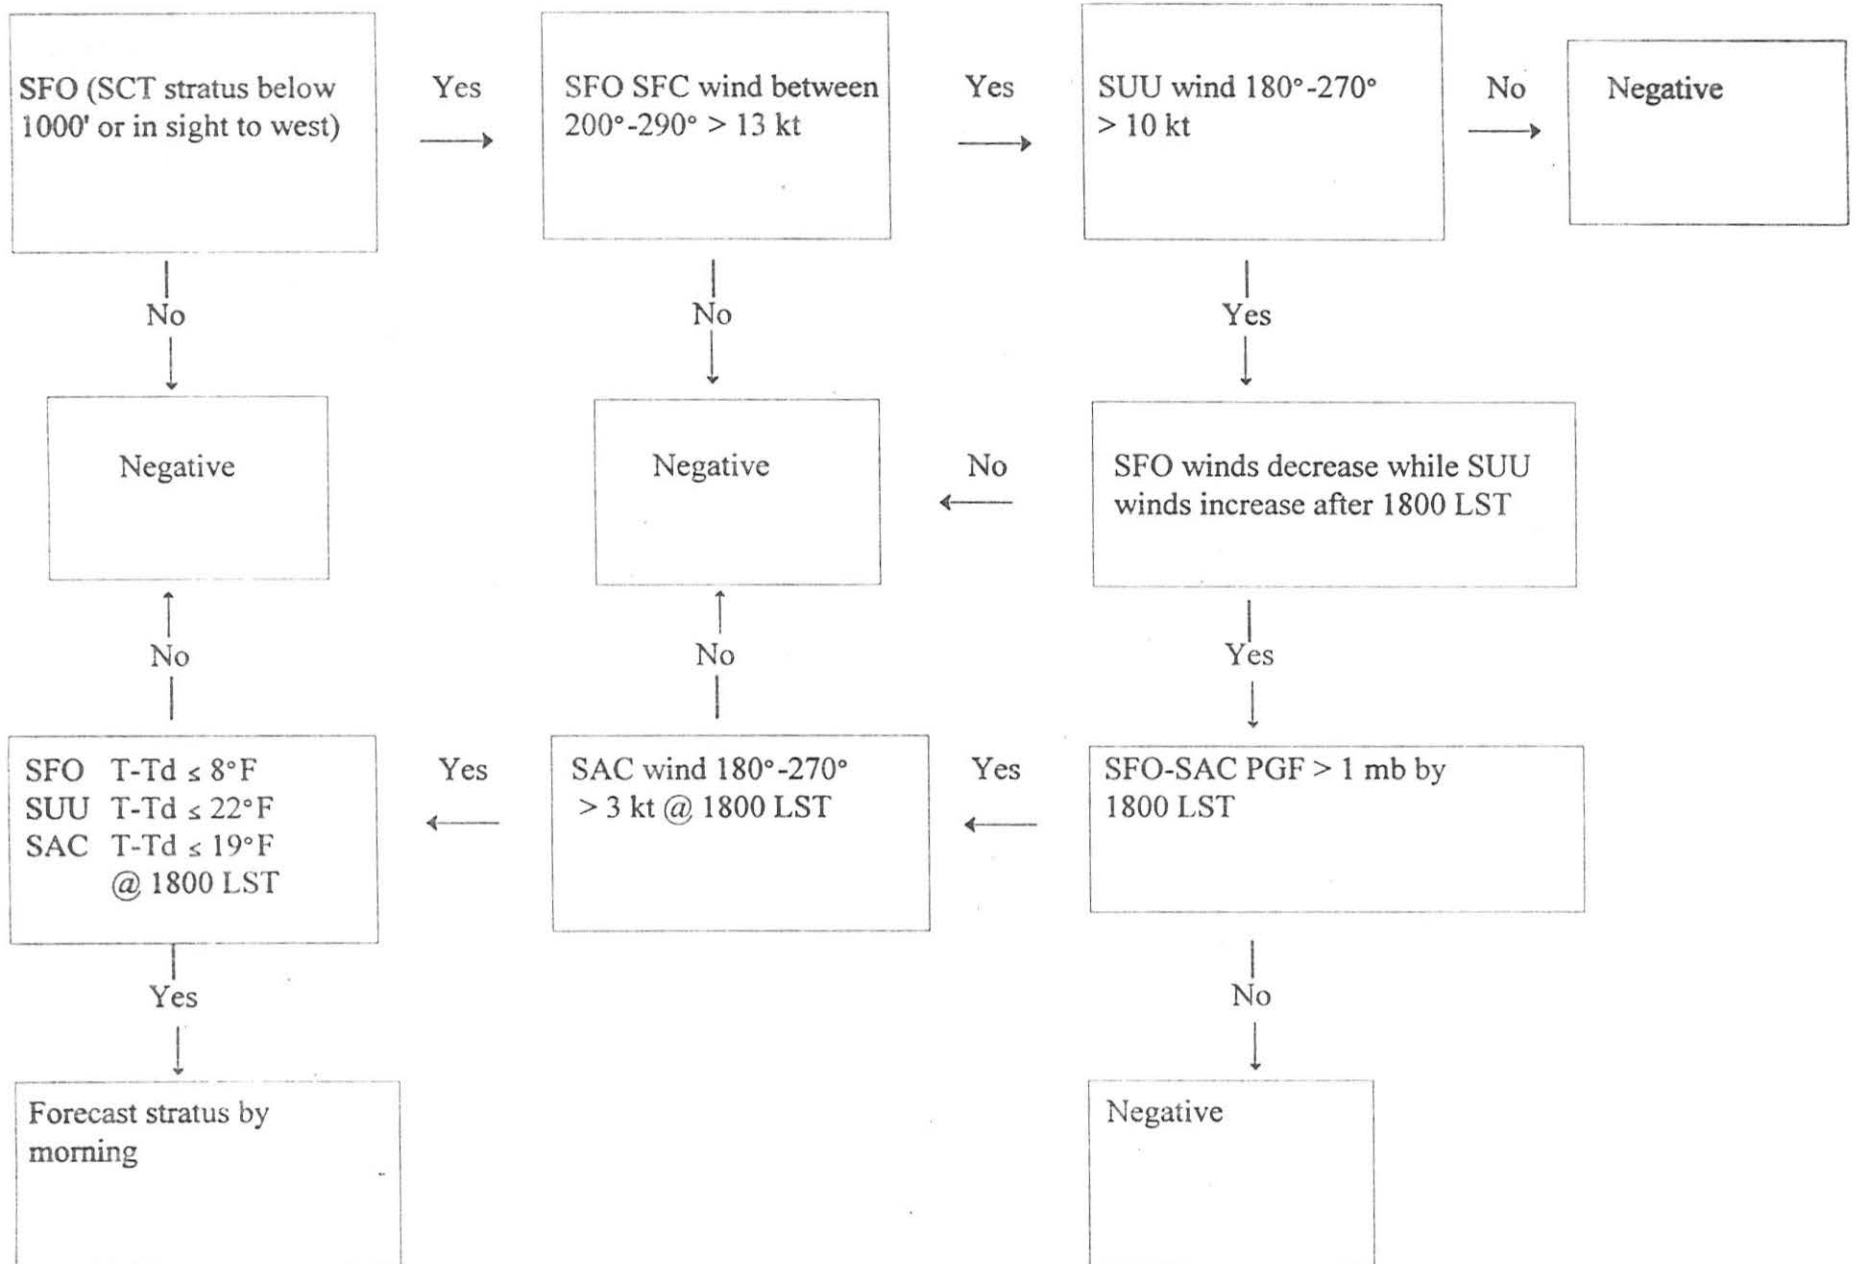 SFO (SCT stratus below
1000' or in sight to west)
Yes
SFO SFC wind between
200°-290° > 13 kt
Yes
SUU wind 180°-270°
> 10 kt
No
Negative
No
No
Yes
Negative
Negative
No
SFO winds decrease while SUU
winds increase after 1800 LST
No
No
Yes
SFO T-Td ≤ 8°F
SUU T-Td ≤ 22°F
SAC T-Td ≤ 19°F
@ 1800 LST
Yes
SAC wind 180°-270°
> 3 kt @ 1800 LST
Yes
SFO-SAC PGF > 1 mb by
1800 LST
Yes
No
Forecast stratus by
morning
Negative